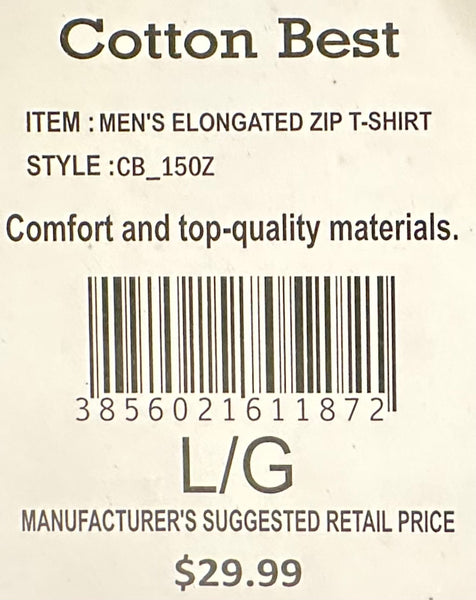 Cotton Best
ITEM : MEN'S ELONGATED ZIP T-SHIRT
STYLE :CB_150Z
Comfort and top-quality materials.
3856021611872
L/G
MANUFACTURER'S SUGGESTED RETAIL PRICE
$29.99